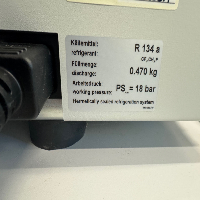 Kältemittel:
refrigerant: R 134 a
CF₃CH₂F
Füllmenge:
discharge: 0.470 kg
Arbeitsdruck
working pressure: PS = 18 bar
Hermetically sealed refrigeration system